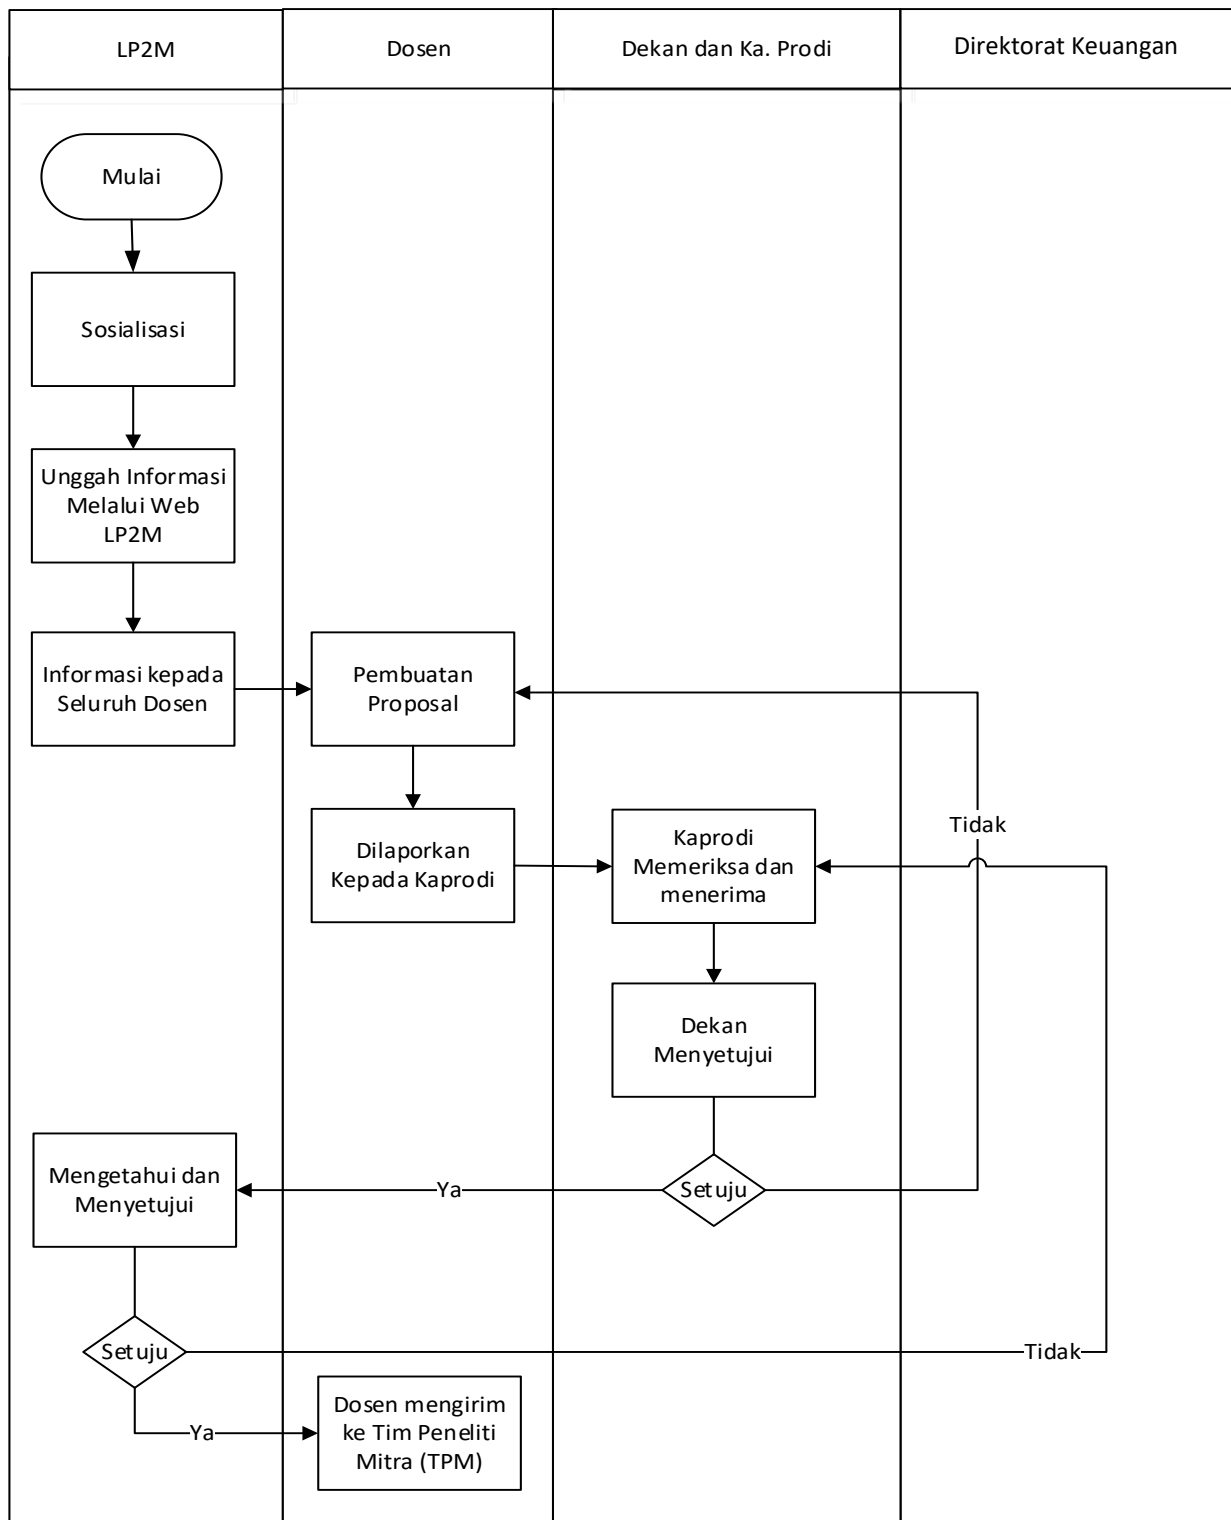 LP2M
Dosen
Dekan dan Ka. Prodi
Direktorat Keuangan
Mulai
Sosialisasi
Unggah Informasi
Melalui Web
LP2M
Informasi kepada
Seluruh Dosen
Pembuatan
Proposal
Dilaporkan
Kepada Kaprodi
Kaprodi
Memeriksa dan
menerima
Tidak
Dekan
Menyetujui
Setuju
Ya
Mengetahui dan
Menyetujui
Setuju
Tidak
Ya
Dosen mengirim
ke Tim Peneliti
Mitra (TPM)